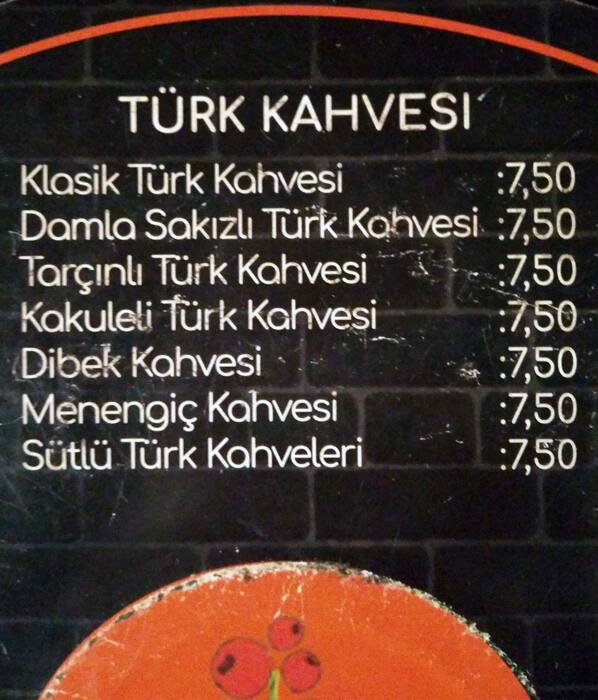 TÜRK KAHVESI
Klasik Türk Kahvesi :7,50
Damla Sakızlı Türk Kahvesi :7,50
Tarçınlı Türk Kahvesi :7,50
Kakuleli Türk Kahvesi :7,50
Dibek Kahvesi :7,50
Menengiç Kahvesi :7,50
Sütlü Türk Kahveleri :7,50